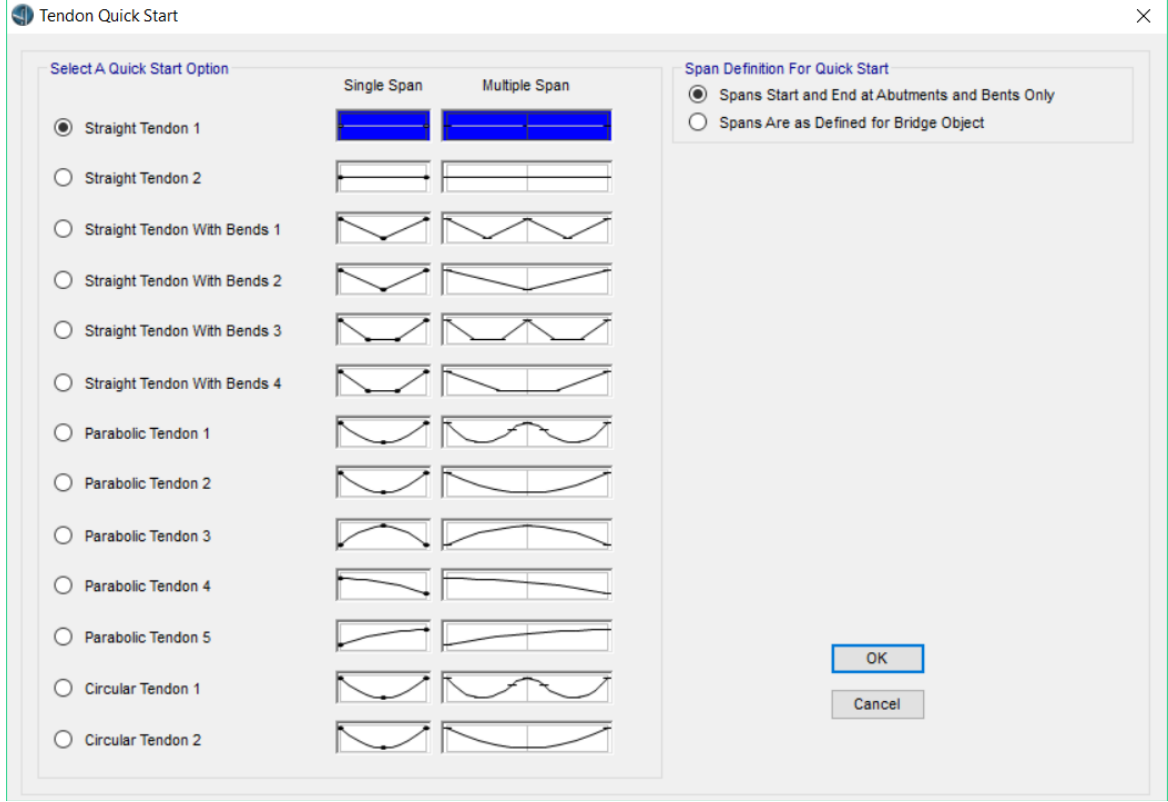 Tendon Quick Start
Select A Quick Start Option
Single Span
Multiple Span
Straight Tendon 1
Straight Tendon 2
Straight Tendon With Bends 1
Straight Tendon With Bends 2
Straight Tendon With Bends 3
Straight Tendon With Bends 4
Parabolic Tendon 1
Parabolic Tendon 2
Parabolic Tendon 3
Parabolic Tendon 4
Parabolic Tendon 5
Circular Tendon 1
Circular Tendon 2
Span Definition For Quick Start
Spans Start and End at Abutments and Bents Only
Spans Are as Defined for Bridge Object
OK
Cancel